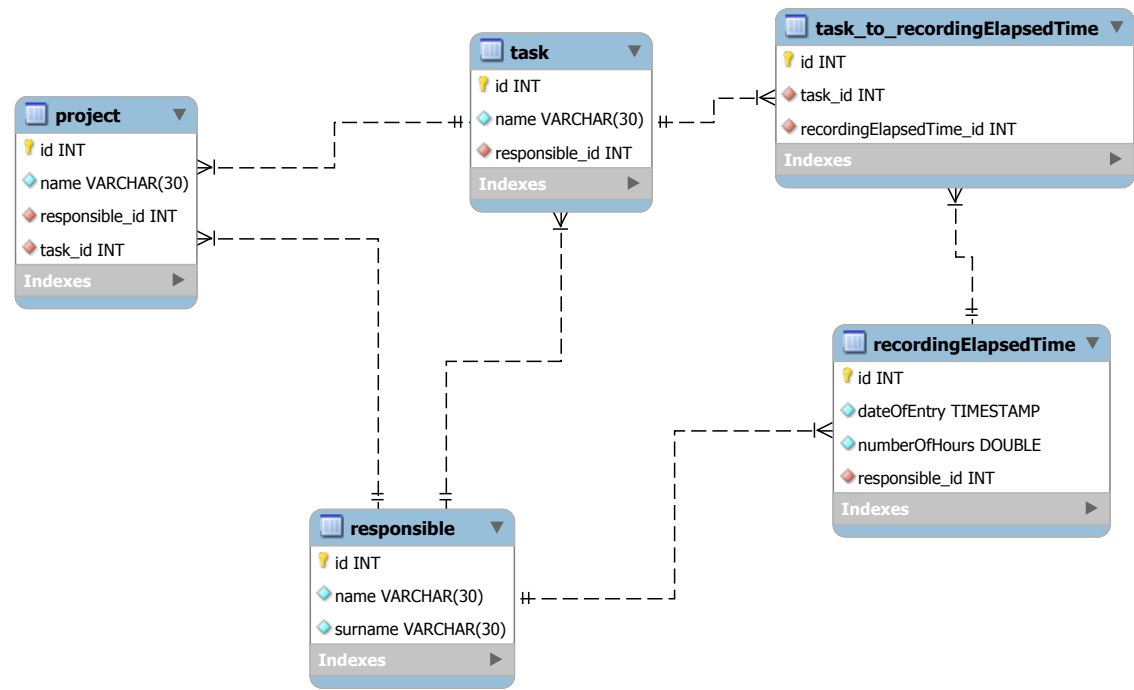 project
id INT
name VARCHAR(30)
responsible_id INT
task_id INT
Indexes
task
id INT
name VARCHAR(30)
responsible_id INT
Indexes
task_to_recordingElapsedTime
id INT
task_id INT
recordingElapsedTime_id INT
Indexes
recordingElapsedTime
id INT
dateOfEntry TIMESTAMP
numberOfHours DOUBLE
responsible_id INT
Indexes
responsible
id INT
name VARCHAR(30)
surname VARCHAR(30)
Indexes